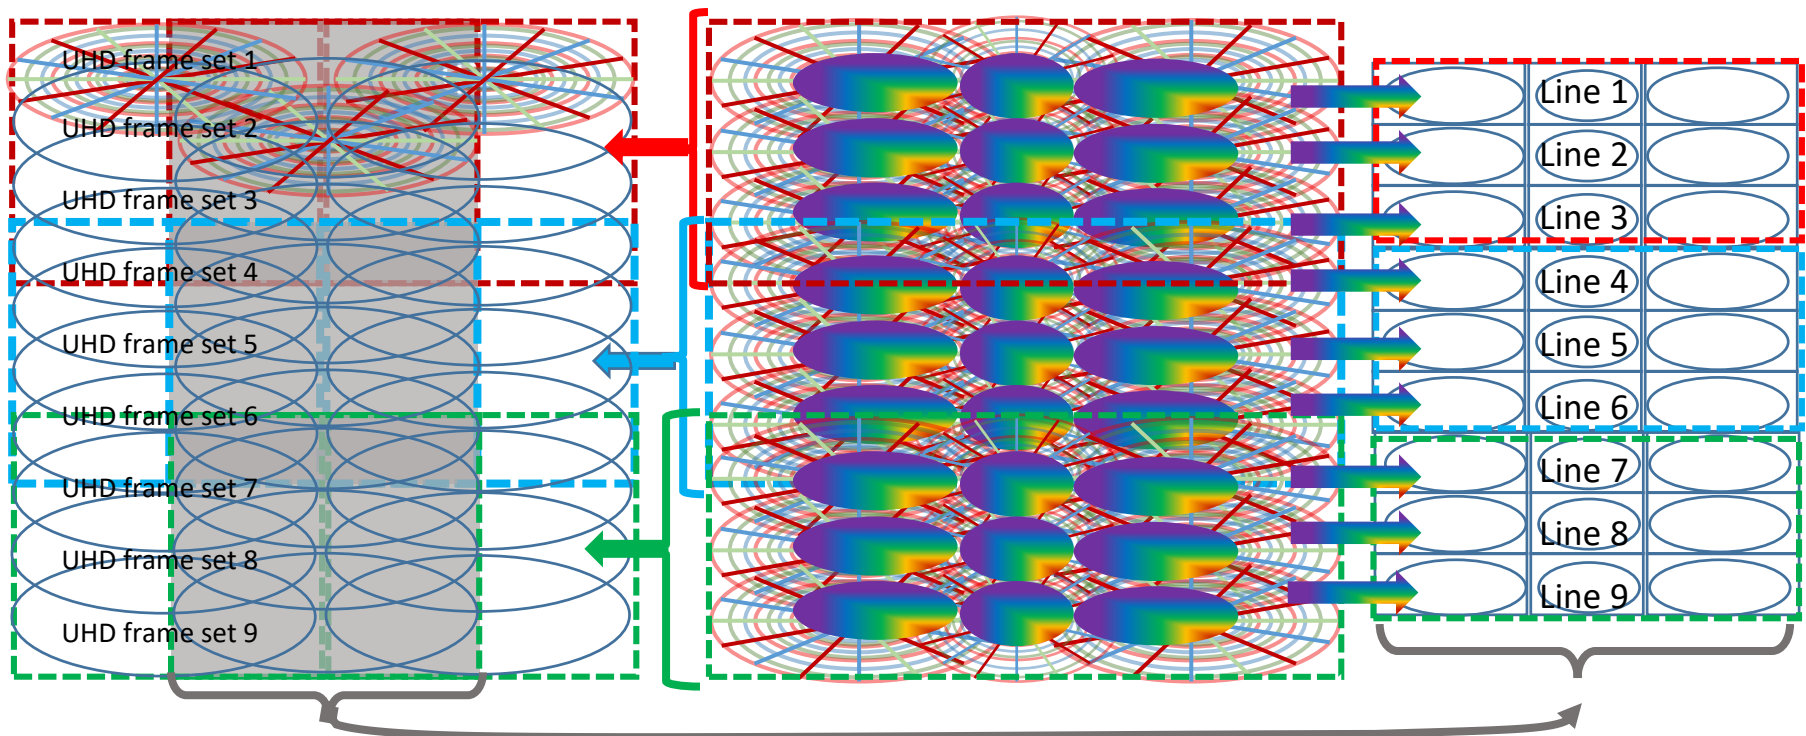 UHD frame set 1
UHD frame set 2
UHD frame set 3
UHD frame set 4
UHD frame set 5
UHD frame set 6
UHD frame set 7
UHD frame set 8
UHD frame set 9
Line 1
Line 2
Line 3
Line 4
Line 5
Line 6
Line 7
Line 8
Line 9